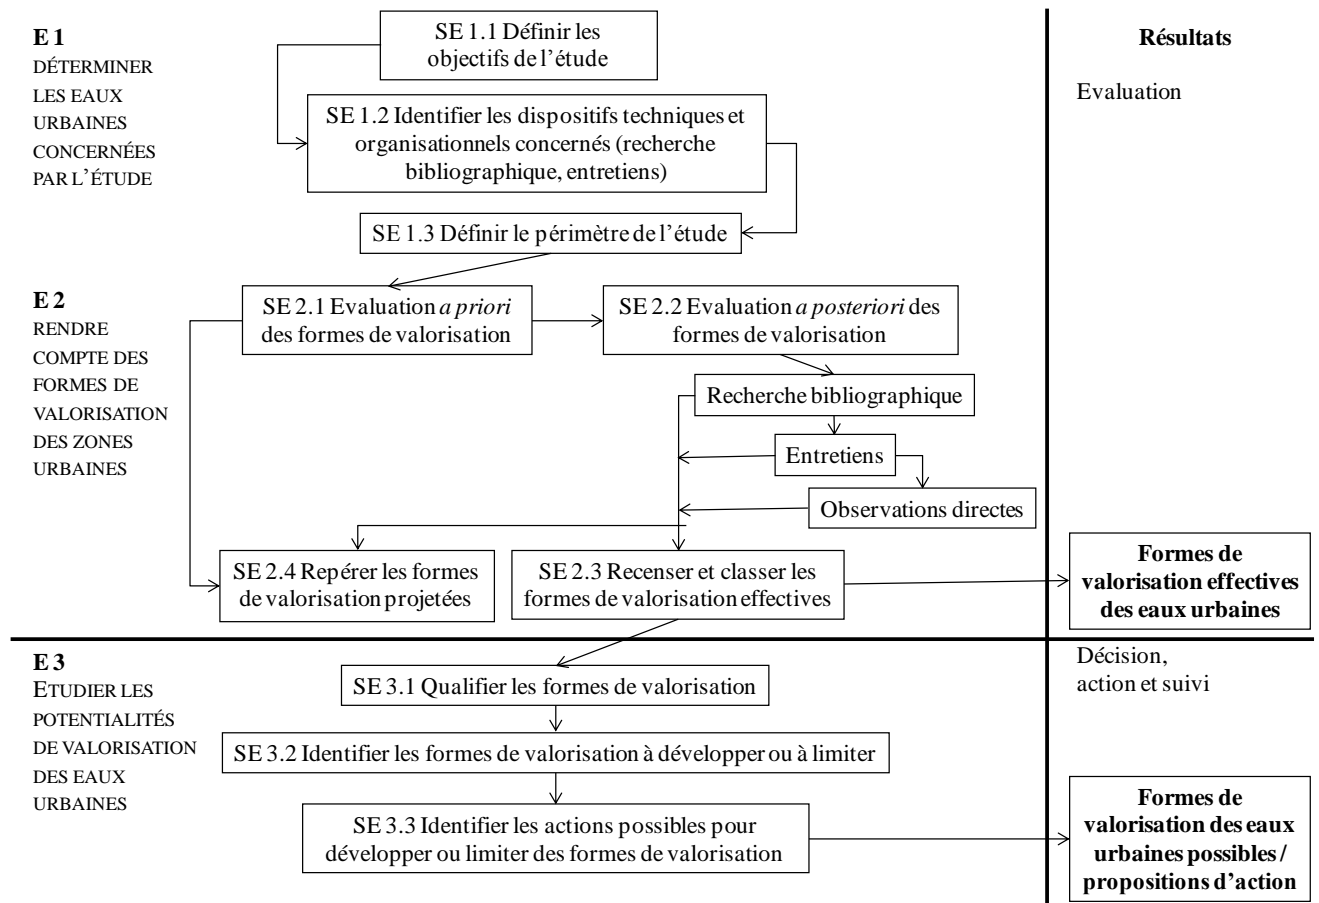 E 1
DÉTERMINER
LES EAUX
URBAINES
CONCERNÉES
PAR L’ÉTUDE
SE 1.1 Définir les
objectifs de l’étude
SE 1.2 Identifier les dispositifs techniques et
organisationnels concernés (recherche
bibliographique, entretiens)
SE 1.3 Définir le périmètre de l’étude
Résultats
Evaluation
E 2
RENDRE
COMPTE DES
FORMES DE
VALORISATION
DES ZONES
URBAINES
SE 2.1 Evaluation a priori
des formes de valorisation
SE 2.2 Evaluation a posteriori des
formes de valorisation
Recherche bibliographique
Entretiens
Observations directes
SE 2.4 Repérer les formes
de valorisation projetées
SE 2.3 Recenser et classer les
formes de valorisation effectives
Formes de
valorisation effectives
des eaux urbaines
E 3
ETUDIER LES
POTENTIALITÉS
DE VALORISATION
DES EAUX
URBAINES
SE 3.1 Qualifier les formes de valorisation
SE 3.2 Identifier les formes de valorisation à développer ou à limiter
SE 3.3 Identifier les actions possibles pour
développer ou limiter des formes de valorisation
Décision,
action et suivi
Formes de
valorisation des eaux
urbaines possibles /
propositions d’action